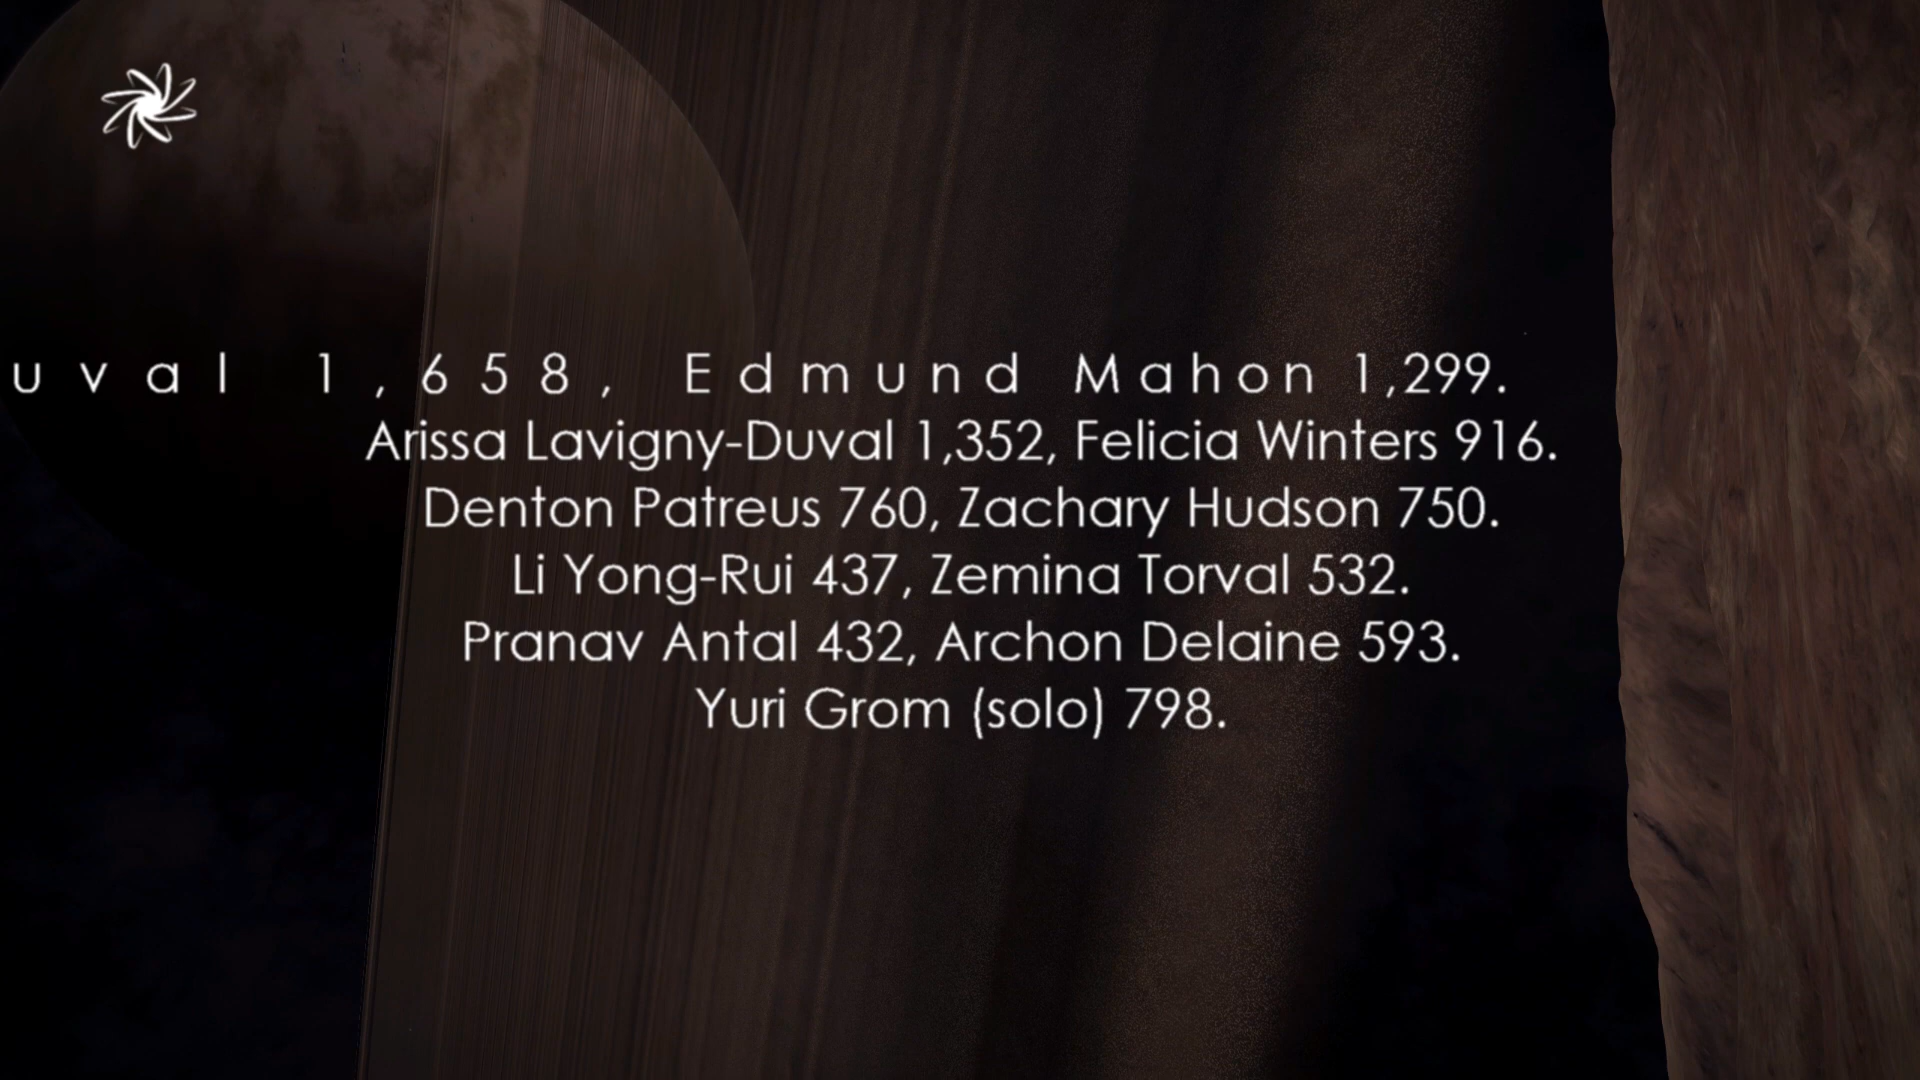 uval 1,658, Edmund Mahon 1,299.
Arissa Lavigny-Duval 1,352, Felicia Winters 916.
Denton Patreus 760, Zachary Hudson 750.
Li Yong-Rui 437, Zemina Torval 532.
Pranav Antal 432, Archon Delaine 593.
Yuri Grom (solo) 798.